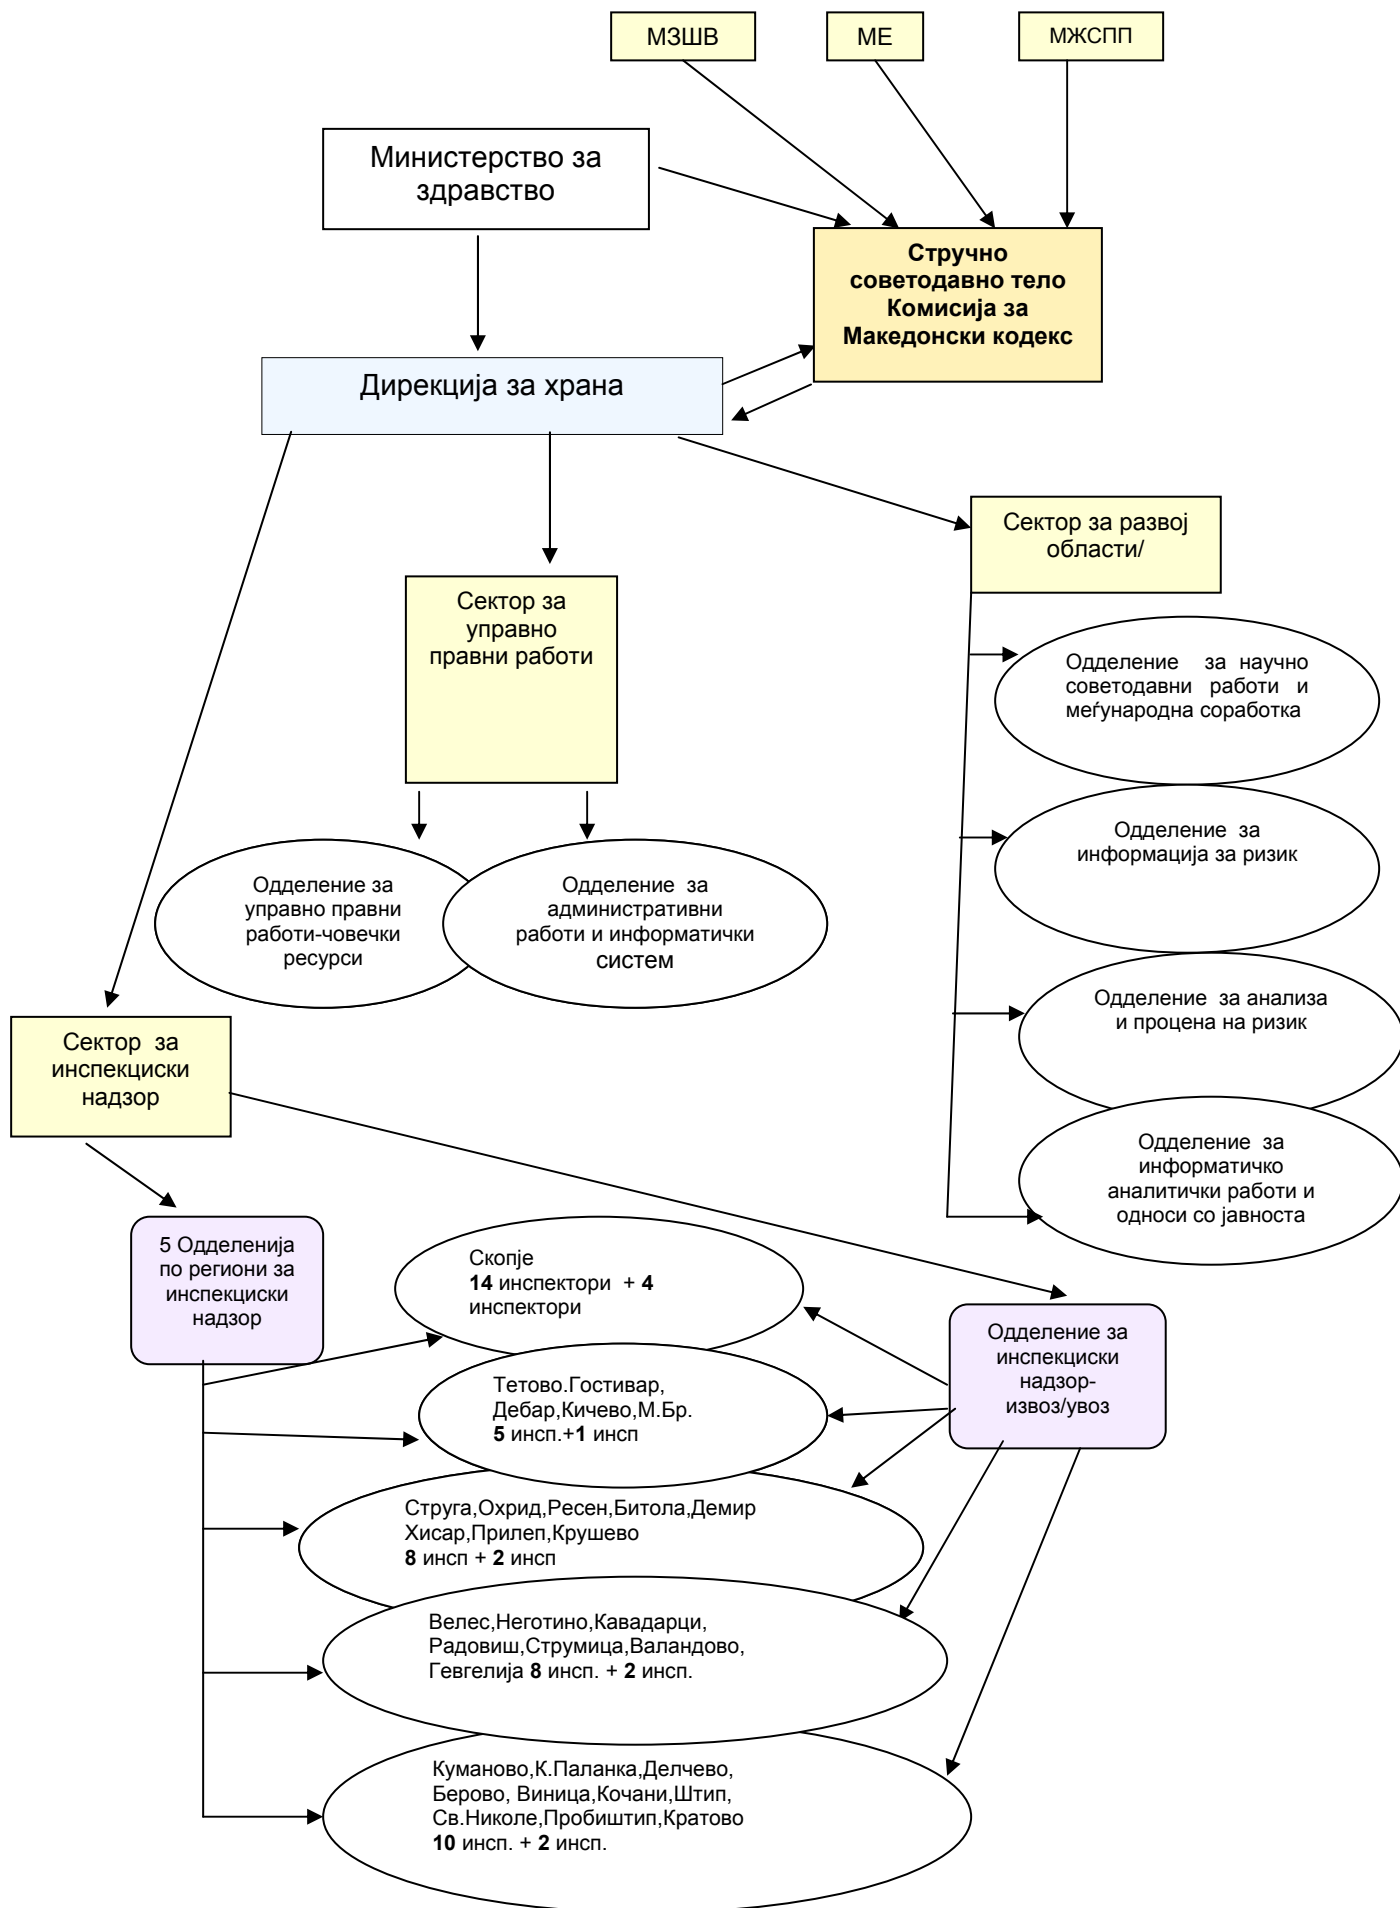 МЗШВ
МЕ
МЖСПП
Министерство за
здравство
Стручно
советодавно тело
Комисија за
Македонски кодекс
Дирекција за храна
Сектор за развој
области/
Сектор за
управно
правни работи
Одделение за научно
советодавни работи и
меѓународна соработка
Одделение за
информација за ризик
Одделение за
управно правни
работи-човечки
ресурси
Одделение за
административни
работи и информатички
систем
Одделение за анализа
и процена на ризик
Сектор за
инспекциски
надзор
Одделение за
информатичко
аналитички работи и
односи со јавноста
5 Одделенија
по региони за
инспекциски
надзор
Скопје
14 инспектори + 4
инспектори
Одделение за
инспекциски
надзор-
извоз/увоз
Тетово.Гостивар,
Дебар,Кичево,М.Бр.
5 инсп.+1 инсп
Струга,Охрид,Ресен,Битола,Демир
Хисар,Прилеп,Крушево
8 инсп + 2 инсп
Велес,Неготино,Кавадарци,
Радовиш,Струмица,Валандово,
Гевгелија 8 инсп. + 2 инсп.
Куманово,К.Паланка,Делчево,
Берово, Виница,Кочани,Штип,
Св.Николе,Пробиштип,Кратово
10 инсп. + 2 инсп.